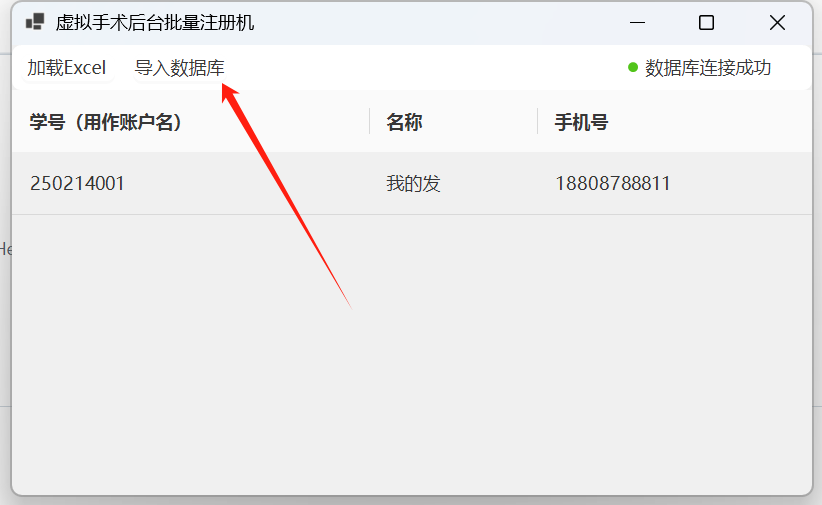 虚拟手术后台批量注册机
加载Excel 导入数据库 数据库连接成功
学号（用作账户名） 名称 手机号
250214001 我的发 18808788811
He